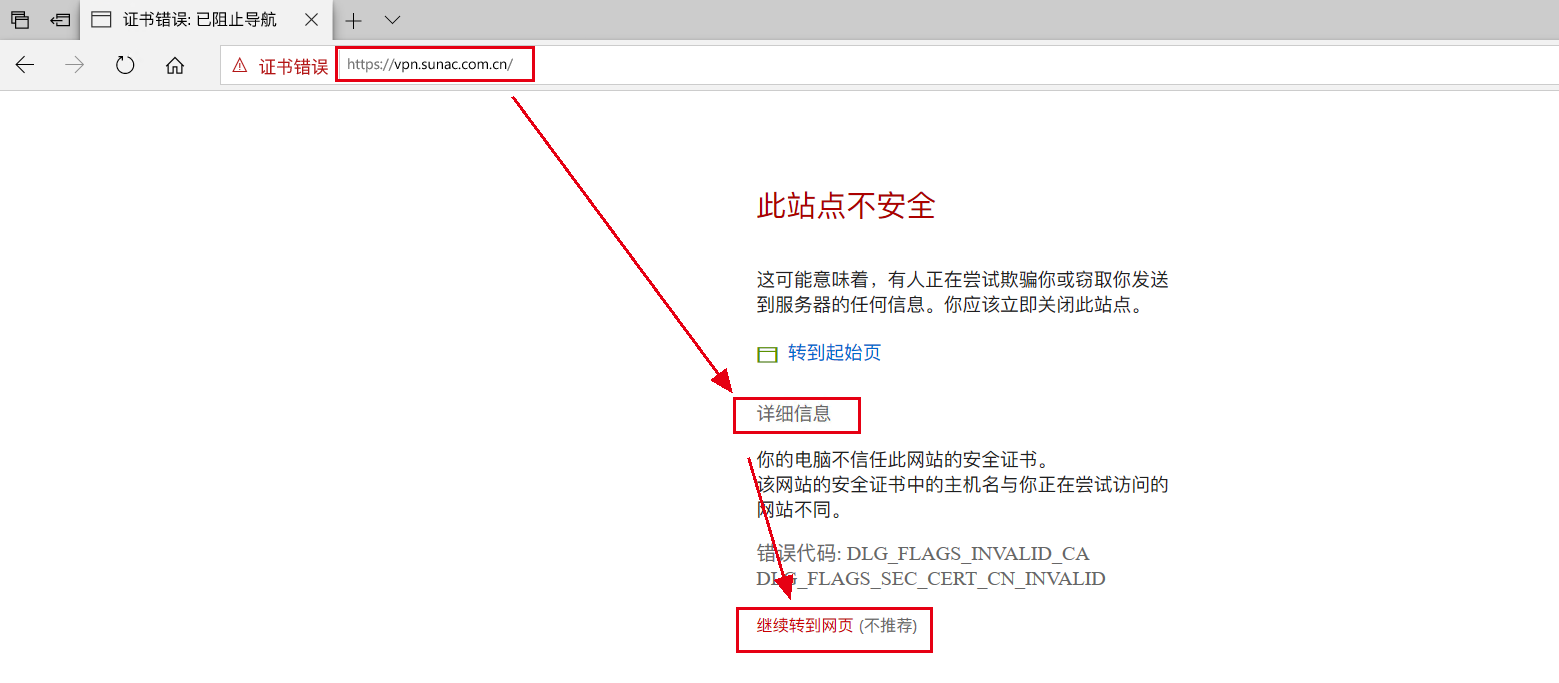 证书错误: 已阻止导航
证书错误 https://vpn.sunac.com.cn/
此站点不安全
这可能意味着，有人正在尝试欺骗你或窃取你发送
到服务器的任何信息。你应该立即关闭此站点。
转到起始页
详细信息
你的电脑不信任此网站的安全证书。
该网站的安全证书中的主机名与你正在尝试访问的
网站不同。
错误代码: DLG_FLAGS_INVALID_CA
DLG_FLAGS_SEC_CERT_CN_INVALID
继续转到网页 (不推荐)